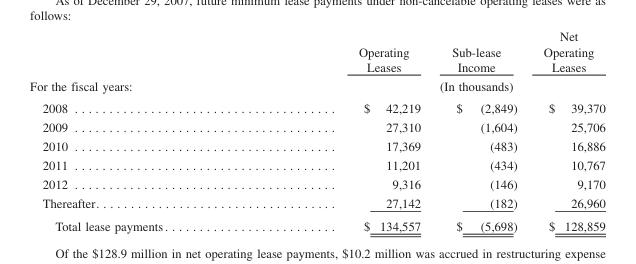 As of December 29, 2007, future minimum lease payments under non-cancelable operating leases were as
follows:
Net
Operating Sub-lease Operating
Leases Income Leases
For the fiscal years: (In thousands)
2008 . . . . . . . . . . . . . . . . . . . . . . . . . . . . . . . . . . . . . $ 42,219 $ (2,849) $ 39,370
2009 . . . . . . . . . . . . . . . . . . . . . . . . . . . . . . . . . . . . . 27,310 (1,604) 25,706
2010 . . . . . . . . . . . . . . . . . . . . . . . . . . . . . . . . . . . . . 17,369 (483) 16,886
2011 . . . . . . . . . . . . . . . . . . . . . . . . . . . . . . . . . . . . . 11,201 (434) 10,767
2012 . . . . . . . . . . . . . . . . . . . . . . . . . . . . . . . . . . . . . 9,316 (146) 9,170
Thereafter. . . . . . . . . . . . . . . . . . . . . . . . . . . . . . . . . . 27,142 (182) 26,960
Total lease payments . . . . . . . . . . . . . . . . . . . . . . . . $ 134,557 $ (5,698) $ 128,859
Of the $128.9 million in net operating lease payments, $10.2 million was accrued in restructuring expense